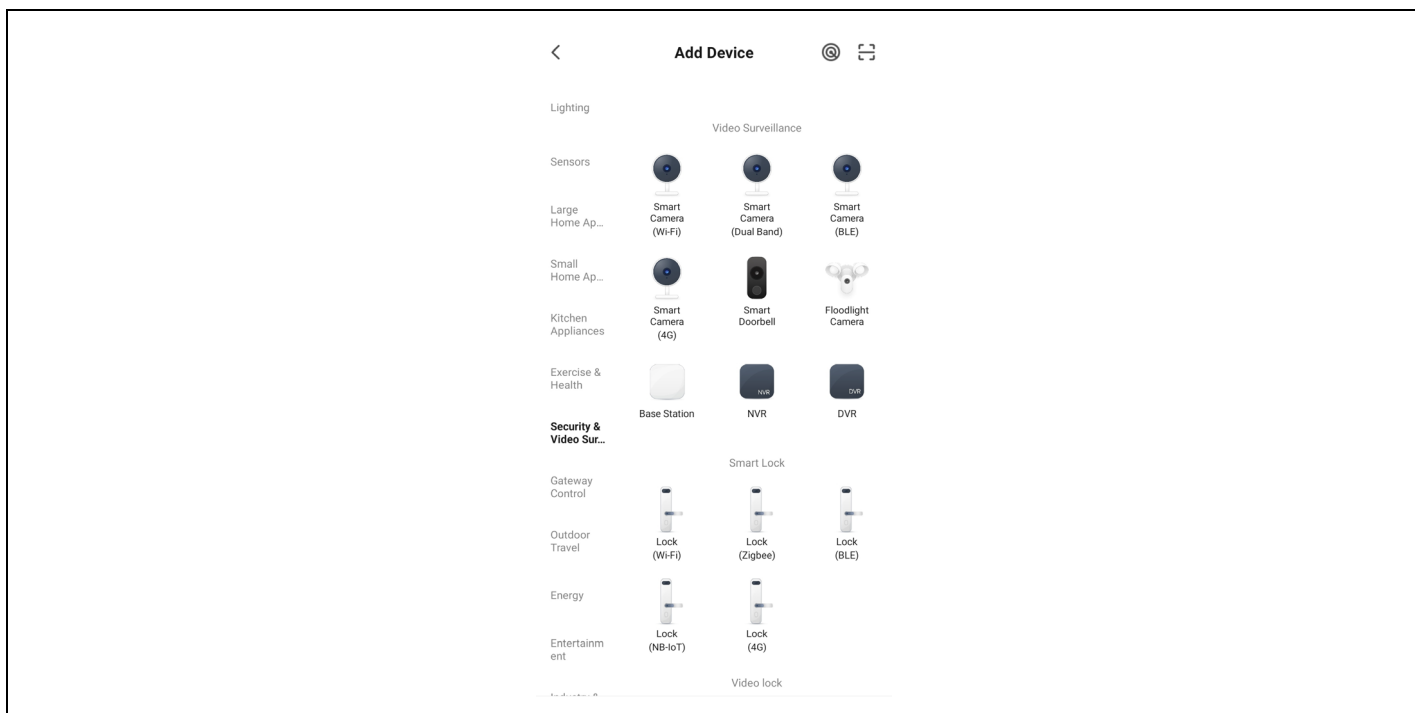 Add Device
Lighting
Sensors
Large
Home Ap...
Small
Home Ap...
Kitchen
Appliances
Exercise &
Health
Security &
Video Sur...
Gateway
Control
Outdoor
Travel
Energy
Entertainm
ent
Video Surveillance
Smart
Camera
(Wi-Fi)
Smart
Camera
(Dual Band)
Smart
Camera
(BLE)
Smart
Camera
(4G)
Smart
Doorbell
Floodlight
Camera
Base Station
NVR
NVR
DVR
DVR
Smart Lock
Lock
(Wi-Fi)
Lock
(Zigbee)
Lock
(BLE)
Lock
(NB-IoT)
Lock
(4G)
Video lock